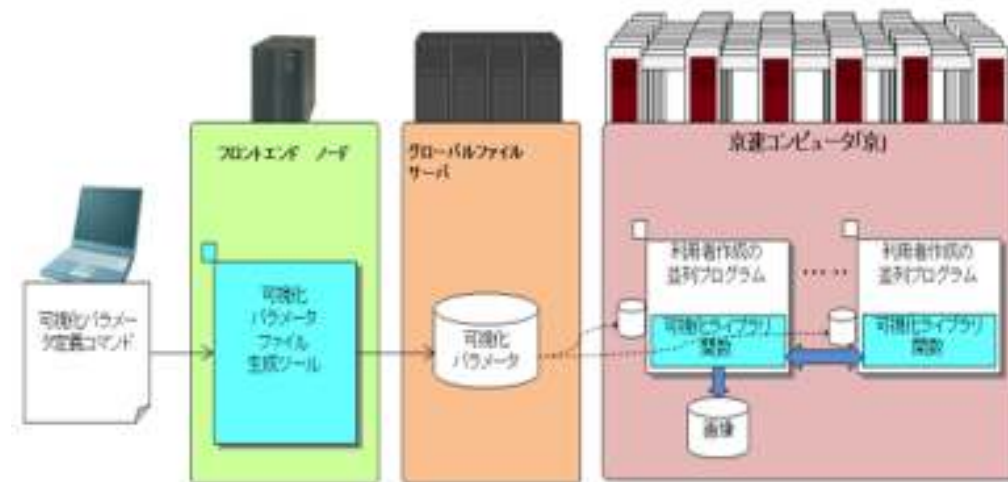 フロントエンド ノード
グローバルファイル
サーバ
京速コンピュータ「京」
可視化パラメー
タ定義コマンド
可視化
パラメータ
ファイル
生成ツール
可視化
パラメータ
利用者作成の
並列プログラム
可視化ライブラリ
関数
・・・・・
利用者作成の
並列プログラム
可視化ライブラリ
関数
画像